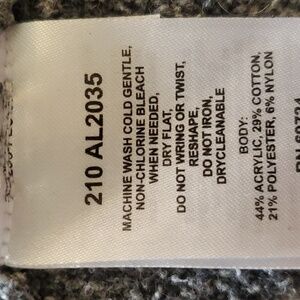 210 AL2035
MACHINE WASH COLD GENTLE,
NON-CHLORINE BLEACH
WHEN NEEDED,
DRY FLAT,
DO NOT WRING OR TWIST,
RESHAPE,
DO NOT IRON,
DRYCLEANABLE
BODY:
44% ACRYLIC, 29% COTTON,
21% POLYESTER, 6% NYLON